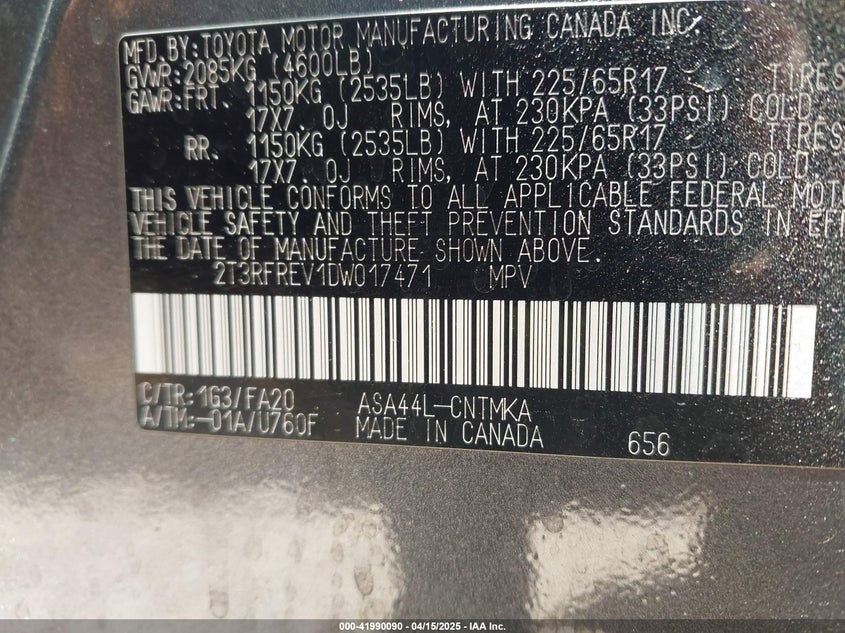 MFD. BY:TOYOTA MOTOR MANUFACTURING CANADA INC.
GVWR:2085KG (4600LB)
GAWR:FRT. 1150KG (2535LB) WITH 225/65R17 TIRES
17X7.0J RIMS, AT 230KPA (33PSI) COLD
RR. 1150KG (2535LB) WITH 225/65R17 TIRES
17X7.0J RIMS, AT 230KPA (33PSI) COLD
THIS VEHICLE CONFORMS TO ALL APPLICABLE FEDERAL
VEHICLE SAFETY AND THEFT PREVENTION STANDARDS IN
THE DATE OF MANUFACTURE SHOWN ABOVE.
2T3RFREV1DW017471 MPV
C/TR:1G3/FA20 ASA44L-CNTMKA
A/TM:-01A/U760F MADE IN CANADA 656
000-41990090 - 04/15/2025 - IAA Inc.